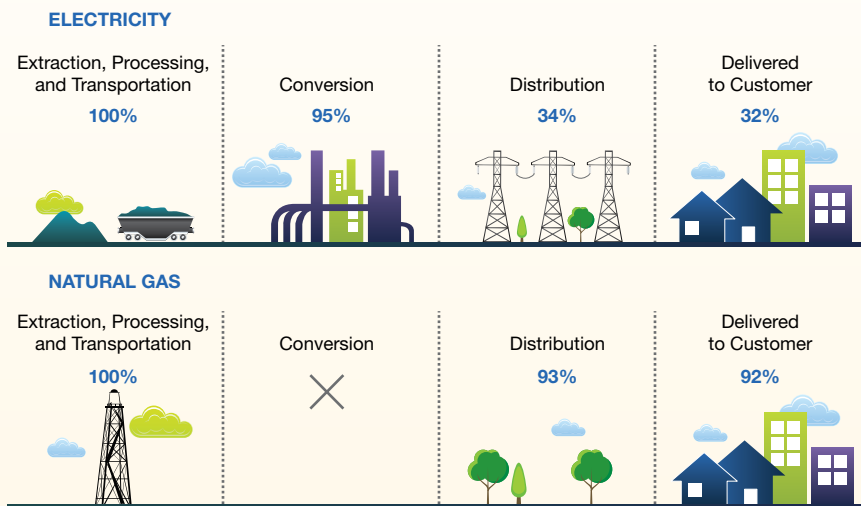 ELECTRICITY
Extraction, Processing,
and Transportation
100%
Conversion
95%
Distribution
34%
Delivered
to Customer
32%
NATURAL GAS
Extraction, Processing,
and Transportation
100%
Conversion
Distribution
93%
Delivered
to Customer
92%